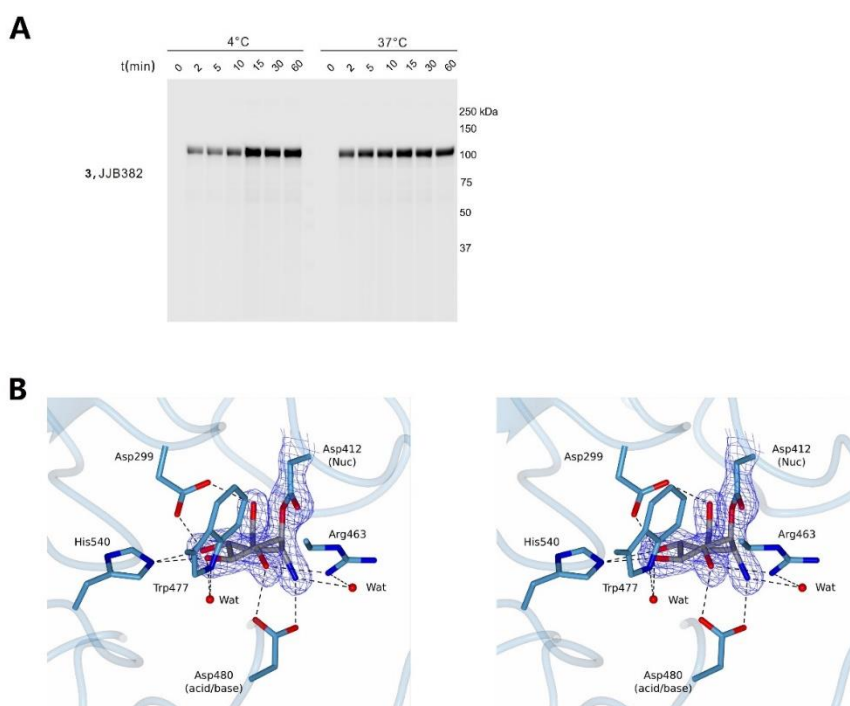 A
4°C 37°C
t(min) 0 2 5 10 15 30 60 0 2 5 10 15 30 60
250 kDa
150
100
3, JJB382
75
50
37
B
Asp412
(Nuc)
Asp299
His540
Arg463
Trp477
Wat
Wat
Asp480
(acid/base)
Asp412
(Nuc)
Asp299
Arg463
His540
Trp477
Wat
Wat
Asp480
(acid/base)